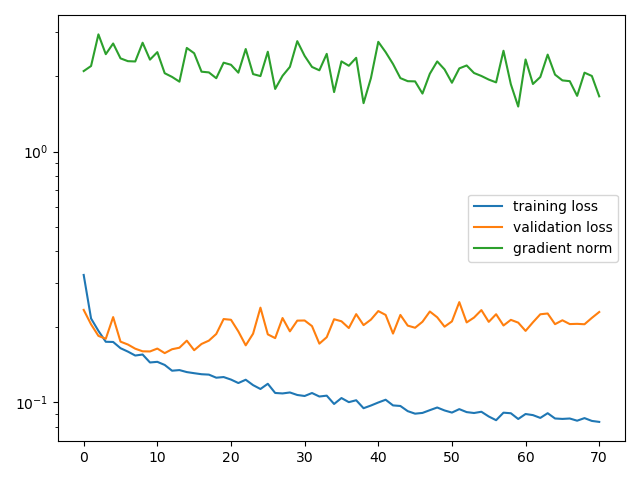 10⁰
10⁻¹
training loss
validation loss
gradient norm
0 10 20 30 40 50 60 70